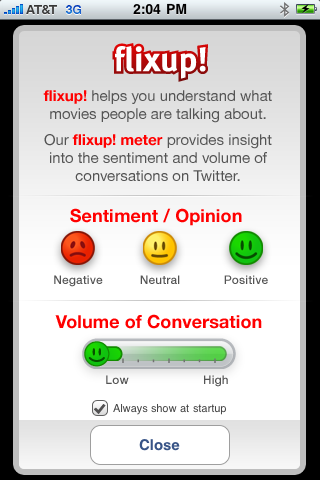 AT&T 3G 2:04 PM
flixup!
flixup! helps you understand what
movies people are talking about.
Our flixup! meter provides insight
into the sentiment and volume of
conversations on Twitter.
Sentiment / Opinion
Negative Neutral Positive
Volume of Conversation
Low High
Always show at startup
Close